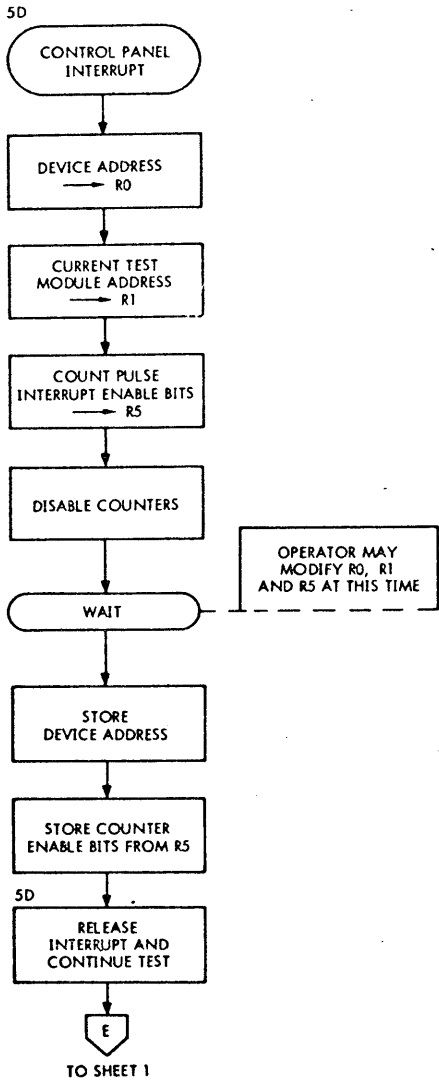 5D
CONTROL PANEL
INTERRUPT
DEVICE ADDRESS
→ R0
CURRENT TEST
MODULE ADDRESS
→ R1
COUNT PULSE
INTERRUPT ENABLE BITS
→ R5
DISABLE COUNTERS
OPERATOR MAY
MODIFY R0, R1
AND R5 AT THIS TIME
WAIT
STORE
DEVICE ADDRESS
STORE COUNTER
ENABLE BITS FROM R5
5D
RELEASE
INTERRUPT AND
CONTINUE TEST
E
TO SHEET 1